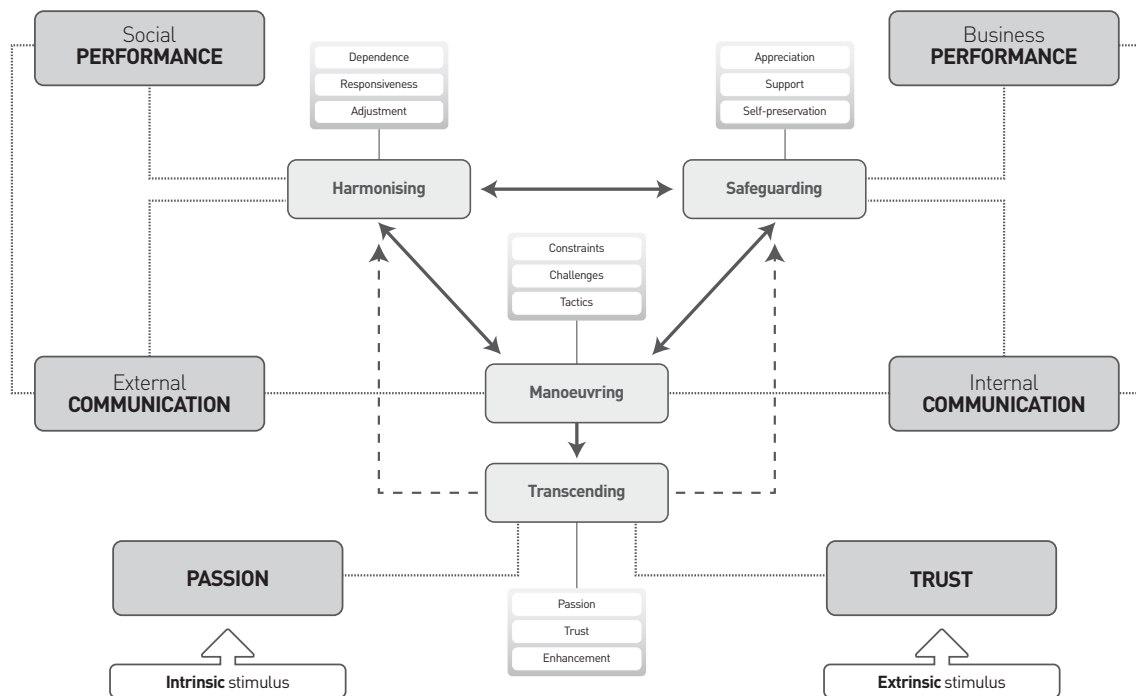 Social
PERFORMANCE
Business
PERFORMANCE
Dependence
Responsiveness
Adjustment
Appreciation
Support
Self-preservation
Harmonising
Safeguarding
Constraints
Challenges
Tactics
External
COMMUNICATION
Manoeuvring
Internal
COMMUNICATION
Transcending
PASSION
TRUST
Passion
Trust
Enhancement
Intrinsic stimulus
Extrinsic stimulus